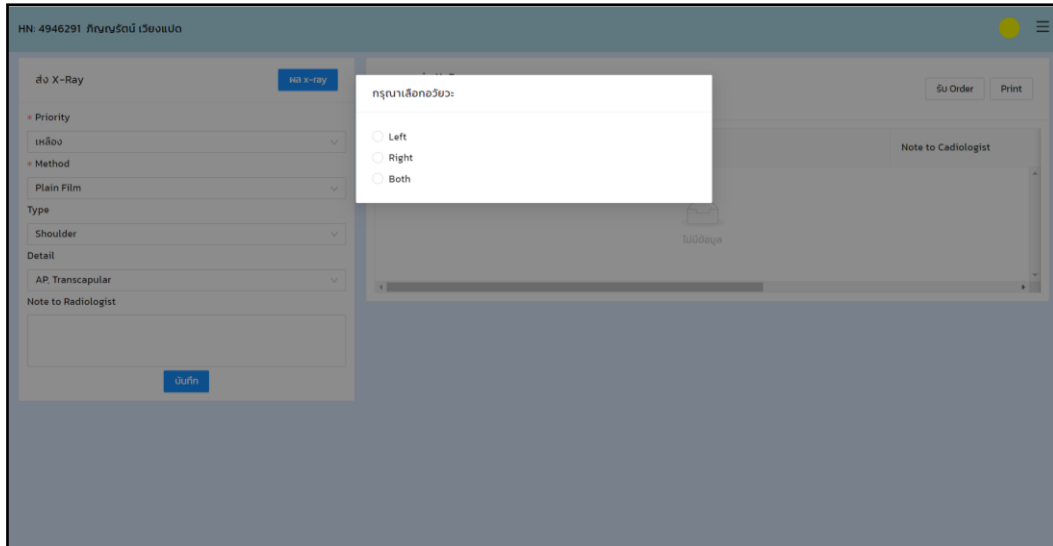 HN: 4946291 ภิญญรัตน์ เวียงแปด
ส่ง X-Ray
ผล x-ray
* Priority
เหลือง
* Method
Plain Film
Type
Shoulder
Detail
AP, Transcapular
Note to Radiologist
บันทึก
กรุณาเลือกอวัยวะ:
Left
Right
Both
รับ Order
Print
Note to Cadiologist
ไม่มีข้อมูล